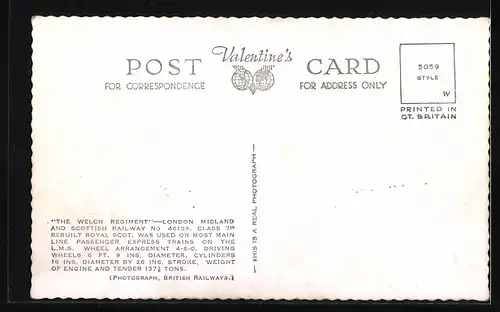 Valentine's
POST CARD
FOR CORRESPONDENCE
FOR ADDRESS ONLY
5059
STYLE
W
PRINTED IN
GT. BRITAIN
THIS IS A REAL PHOTOGRAPH
"THE WELCH REGIMENT"—LONDON MIDLAND
AND SCOTTISH RAILWAY No 46139, CLASS 7P
REBUILT ROYAL SCOT, WAS USED ON MOST MAIN
LINE PASSENGER EXPRESS TRAINS ON THE
L.M.S. WHEEL ARRANGEMENT 4-6-0, DRIVING
WHEELS 6 FT. 9 INS. DIAMETER, CYLINDERS
18 INS. DIAMETER BY 26 INS. STROKE, WEIGHT
OF ENGINE AND TENDER 137¾ TONS.
(PHOTOGRAPH, BRITISH RAILWAYS.)